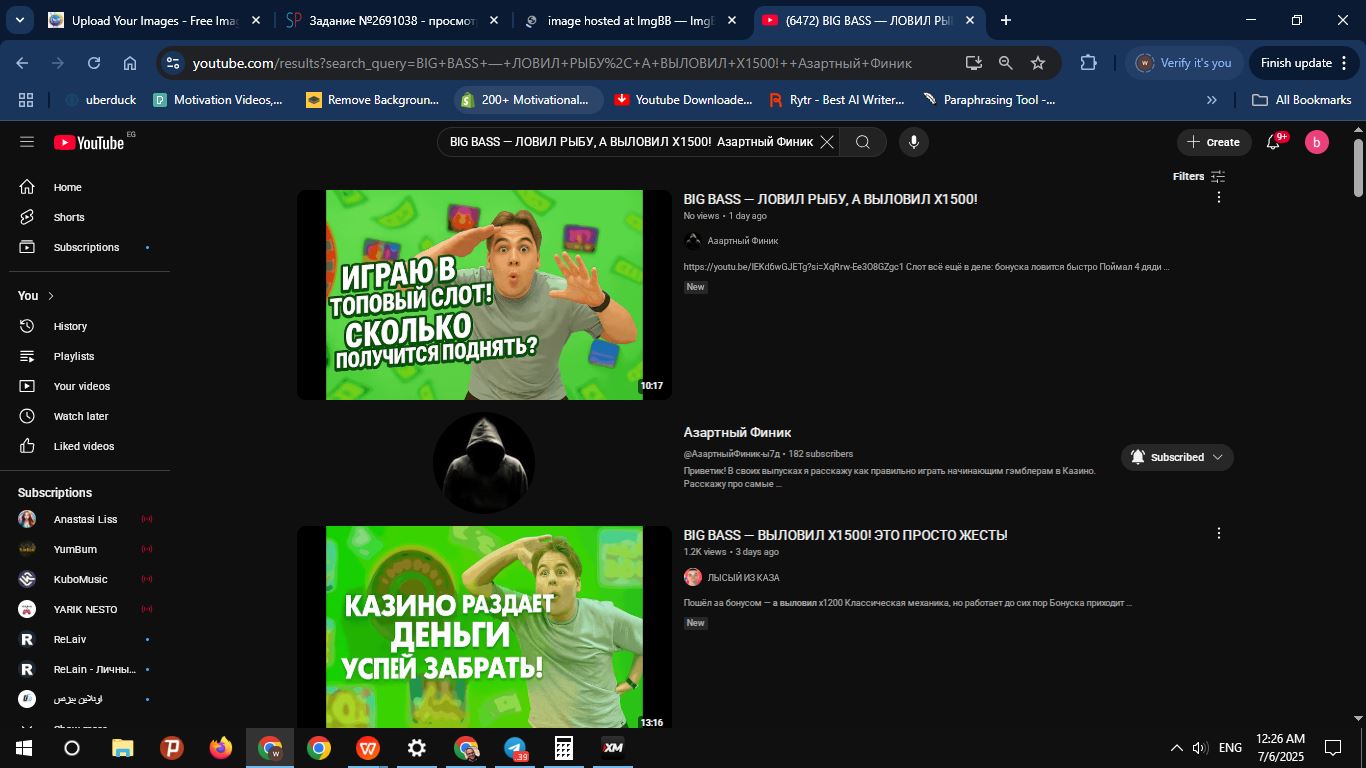 Upload Your Images - Free Imag
Задание №2691038 - просмотр
image hosted at ImgBB — ImgB
(6472) BIG BASS — ЛОВИЛ РЫБ
youtube.com/results?search_query=BIG+BASS+—+ЛОВИЛ+РЫБУ%2C+А+ВЫЛОВИЛ+X1500!++Азартный+Финик
Verify it's you
Finish update
uberduck
Motivation Videos,...
Remove Backgroun...
200+ Motivational...
Youtube Downloade...
Rytr - Best AI Writer...
Paraphrasing Tool -...
All Bookmarks
YouTube EG
BIG BASS — ЛОВИЛ РЫБУ, А ВЫЛОВИЛ X1500! Азартный Финик
Create
9+
b
Filters
Home
Shorts
Subscriptions
You
History
Playlists
Your videos
Watch later
Liked videos
Subscriptions
Anastasi Liss
YumBum
KuboMusic
YARIK NESTO
ReLaiv
ReLain - Личны...
اونلاين بيزنس
ИГРАЮ В
ТОПОВЫЙ СЛОТ!
СКОЛЬКО
ПОЛУЧИТСЯ ПОДНЯТЬ?
10:17
BIG BASS — ЛОВИЛ РЫБУ, А ВЫЛОВИЛ X1500!
No views • 1 day ago
Азартный Финик
https://youtu.be/IEKd6wGJETg?si=XqRrw-Ee3O8GZgc1 Слот всё ещё в деле: бонуска ловится быстро Поймал 4 дяди ...
New
Азартный Финик
@АзартныйФиник-ы7д • 182 subscribers
Приветик! В своих выпусках я расскажу как правильно играть начинающим гэмблерам в Казино.
Расскажу про самые ...
Subscribed
КАЗИНО РАЗДАЕТ
ДЕНЬГИ
УСПЕЙ ЗАБРАТЬ!
13:16
BIG BASS — ВЫЛОВИЛ X1500! ЭТО ПРОСТО ЖЕСТЬ!
1.2K views • 3 days ago
ЛЫСЫЙ ИЗ КАЗА
Пошёл за бонусом — а выловил x1200 Классическая механика, но работает до сих пор Бонуска приходит ...
New
39
XM
ENG
12:26 AM
7/6/2025